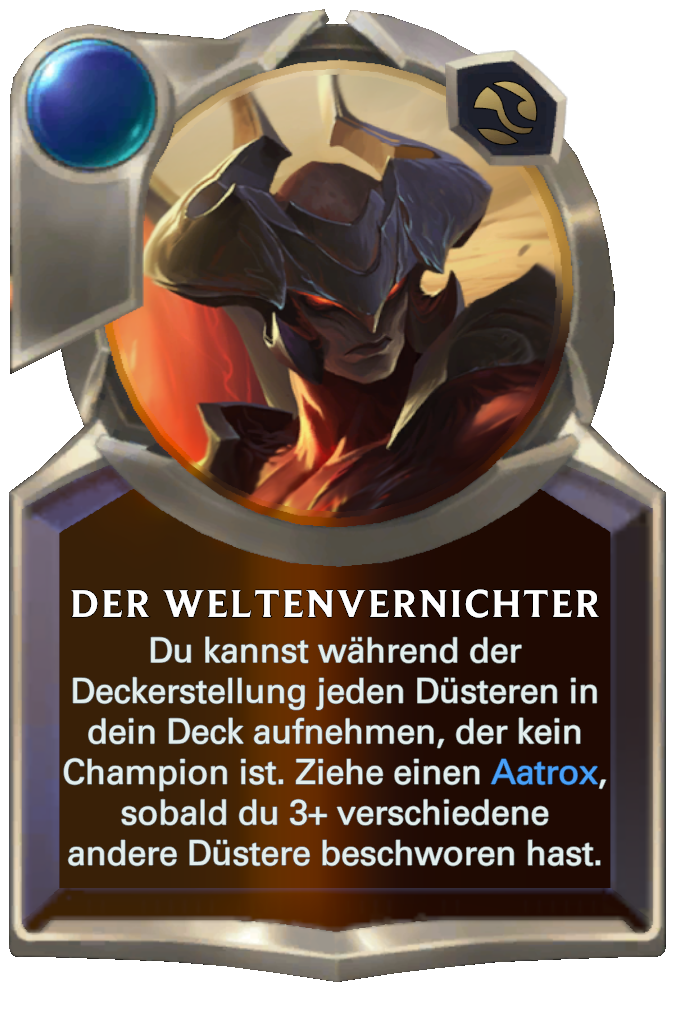 DER WELTENVERNICHTER
Du kannst während der
Deckerstellung jeden Düsteren in
dein Deck aufnehmen, der kein
Champion ist. Ziehe einen Aatrox,
sobald du 3+ verschiedene
andere Düstere beschworen hast.